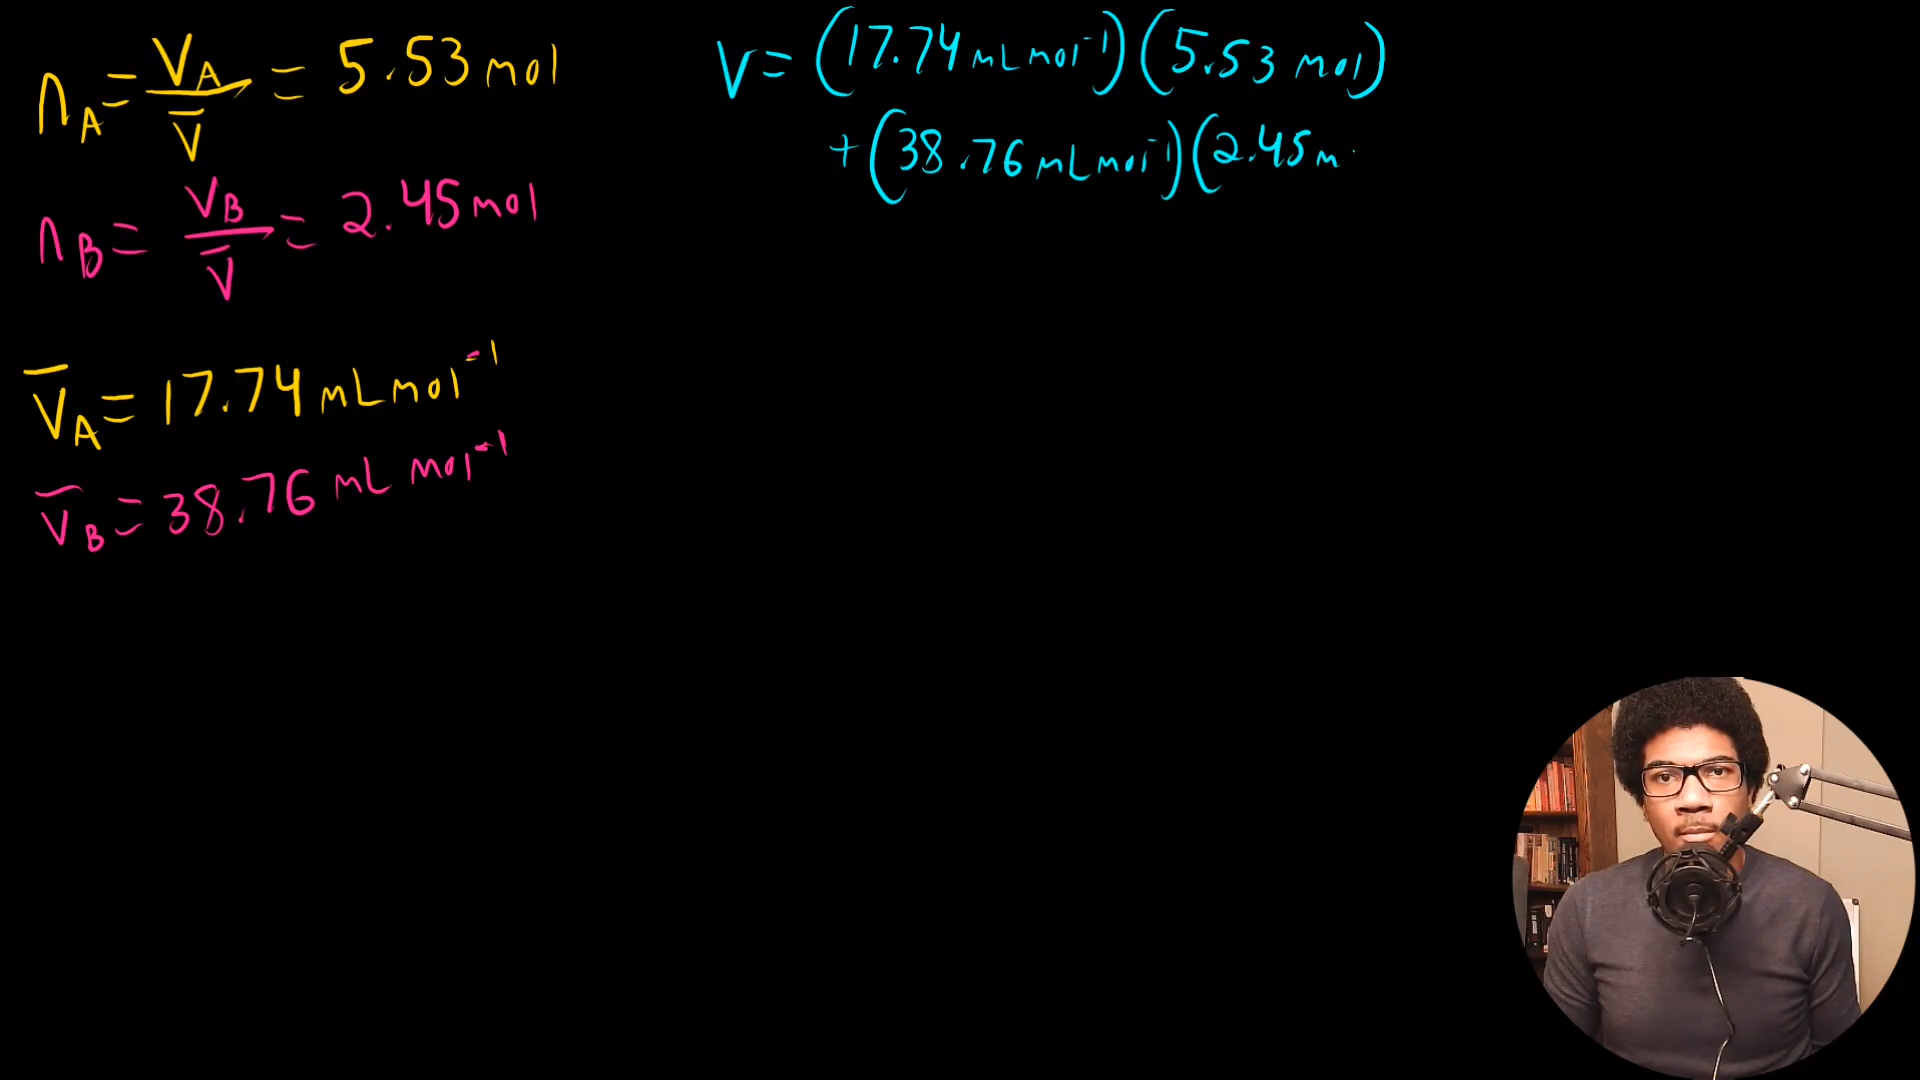 n_A = V_A / V̅ = 5.53 mol
n_B = V_B / V̅ = 2.45 mol
V̅_A = 17.74 mL mol⁻¹
V̅_B = 38.76 mL mol⁻¹
V = (17.74 mL mol⁻¹)(5.53 mol)
+ (38.76 mL mol⁻¹)(2.45 m